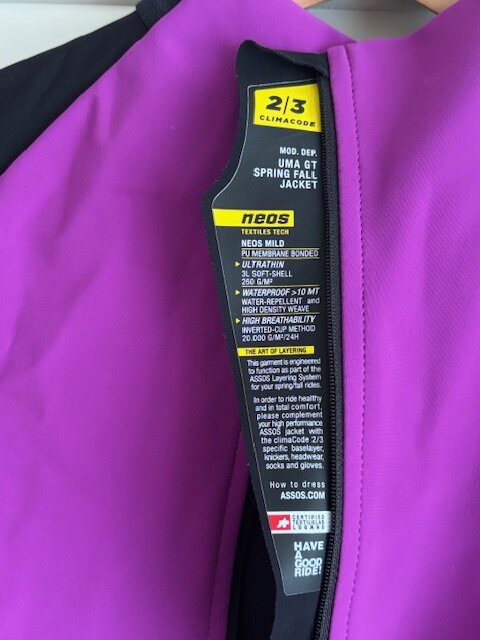 2/3
CLIMACODE
MOD. DEP.
UMA GT
SPRING FALL
JACKET
neos
TEXTILES TECH
NEOS MILD
PU MEMBRANE BONDED
ULTRATHIN
3L SOFT-SHELL
260 G/M²
WATERPROOF >10 MT
WATER-REPELLENT and
HIGH DENSITY WEAVE
HIGH BREATHABILITY
INVERTED-CUP METHOD
20.000 G/M²/24H
THE ART OF LAYERING
This garment is engineered
to function as part of the
ASSOS Layering System
for your spring/fall rides.
In order to ride healthy
and in total comfort,
please complement
your high performance
ASSOS jacket with
the climaCode 2/3
specific baselayer,
knickers, headwear,
socks and gloves.
How to dress
ASSOS.COM
CERTIFIED
TEXTILELAB
LUGANO
HAVE
A
GOOD
RIDE!